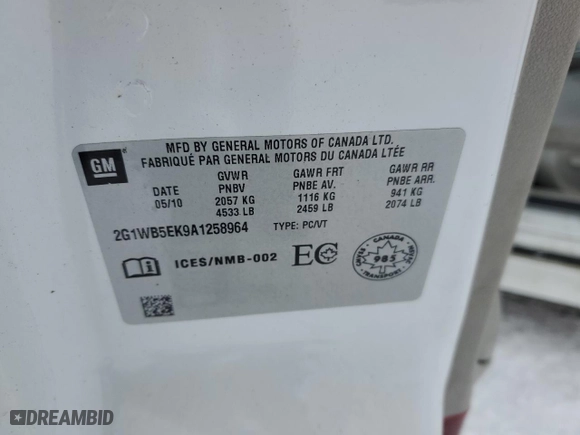 MFD BY GENERAL MOTORS OF CANADA LTD.
FABRIQUÉ PAR GENERAL MOTORS DU CANADA LTÉE
GM
DATE GVWR PNBV GAWR FRT PNBE AV. GAWR RR PNBE ARR.
05/10 2057 KG 1116 KG 941 KG
4533 LB 2459 LB 2074 LB
2G1WB5EK9A1258964 TYPE: PC/VT
ICES/NMB-002 EC
CANADA
985
TRANSPORT
DREAMBID